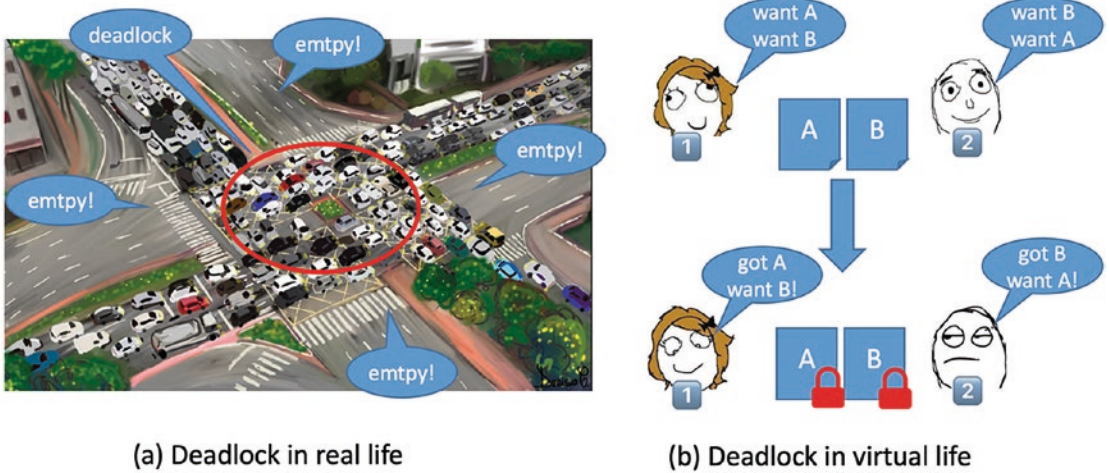 deadlock
emtpy!
emtpy!
emtpy!
emtpy!
(a) Deadlock in real life
want A
want B
want B
want A
1
A
B
2
got A
want B!
got B
want A!
1
A
B
2
(b) Deadlock in virtual life